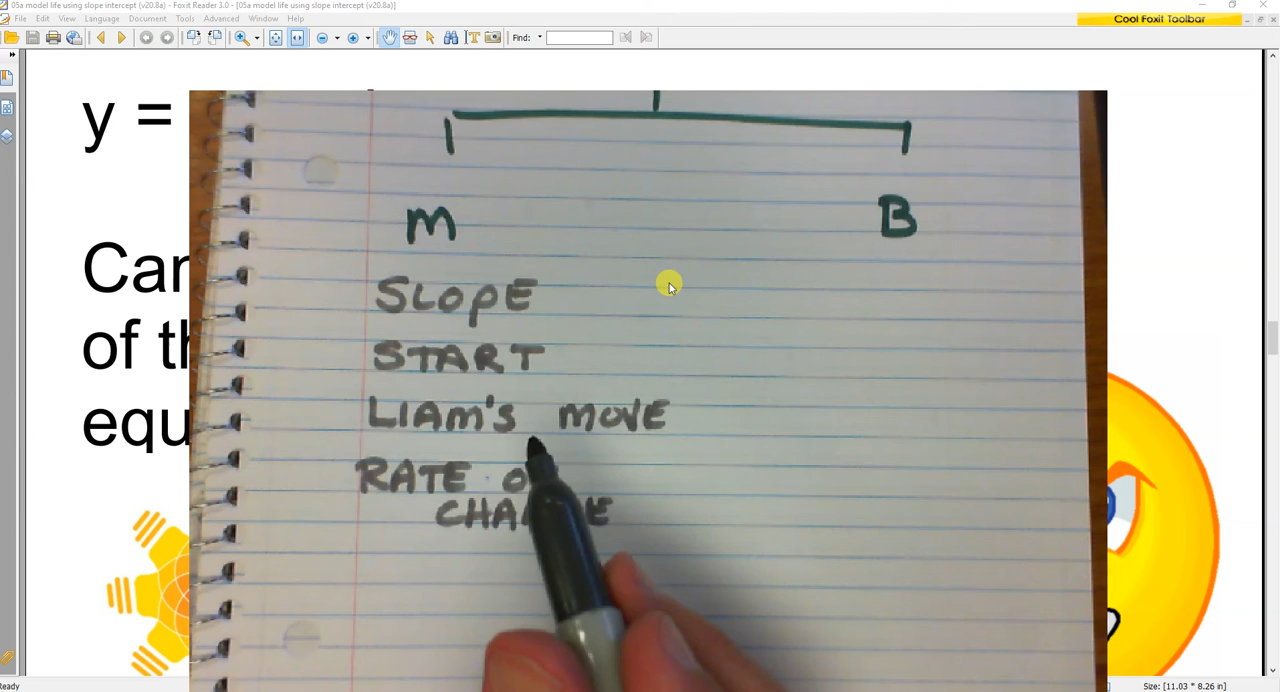 05a model life using slope intercept (v20.8a) - Foxit Reader 3.0 - [05a model life using slope intercept (v20.8a)]
File Edit View Language Document Tools Advanced Window Help
Cool Foxit Toolbar
Find:
y =
M B
Can
of th
equ
SLOPE
START
LIAM'S MOVE
RATE OF
CHANGE
Ready
Size: [11.03 * 8.26 in]